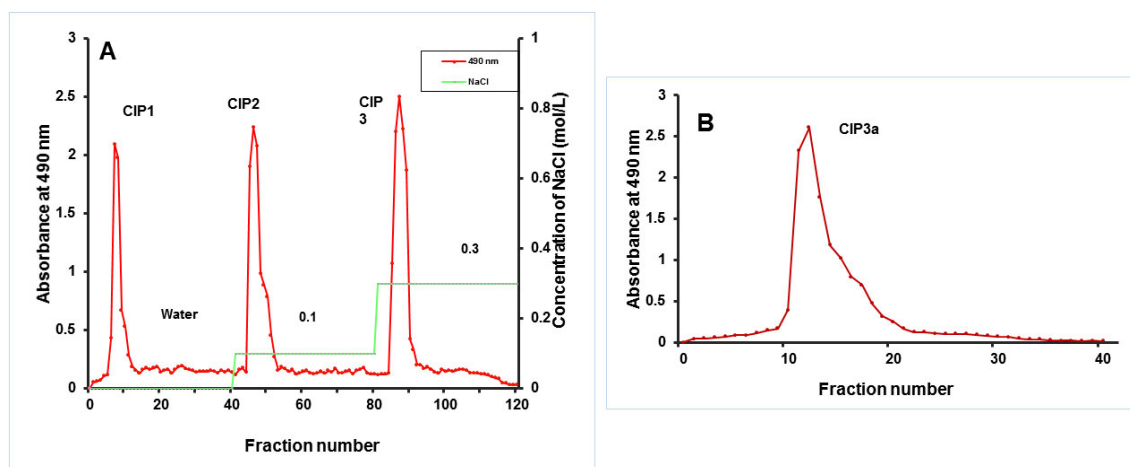 A
3
2.5
2
1.5
1
0.5
0
Absorbance at 490 nm
CIP1
CIP2
CIP
3
490 nm
NaCl
Water
0.1
0.3
1
0.8
0.6
0.4
0.2
0
Concentration of NaCl (mol/L)
0 20 40 60 80 100 120
Fraction number
B
3
2.5
2
1.5
1
0.5
0
Absorbance at 490 nm
CIP3a
0 10 20 30 40
Fraction number